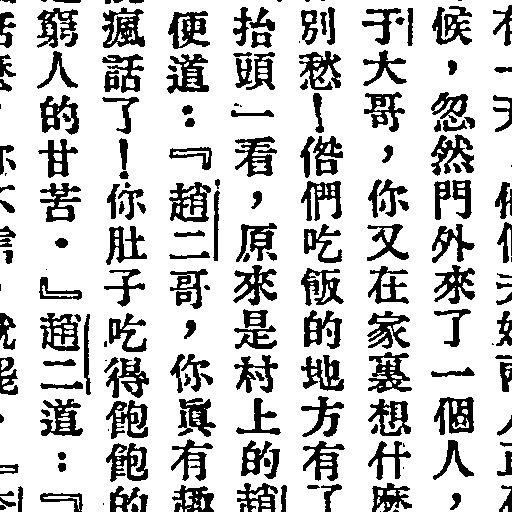 候，忽然門外來了一個人，
于大哥，你又在家裏想什麼
别愁！偺們吃飯的地方有了
抬頭一看，原來是村上的趙
便道：『趙二哥，你眞有趣
瘋話了！你肚子吃得飽飽的
窮人的甘苦．』趙二道：『